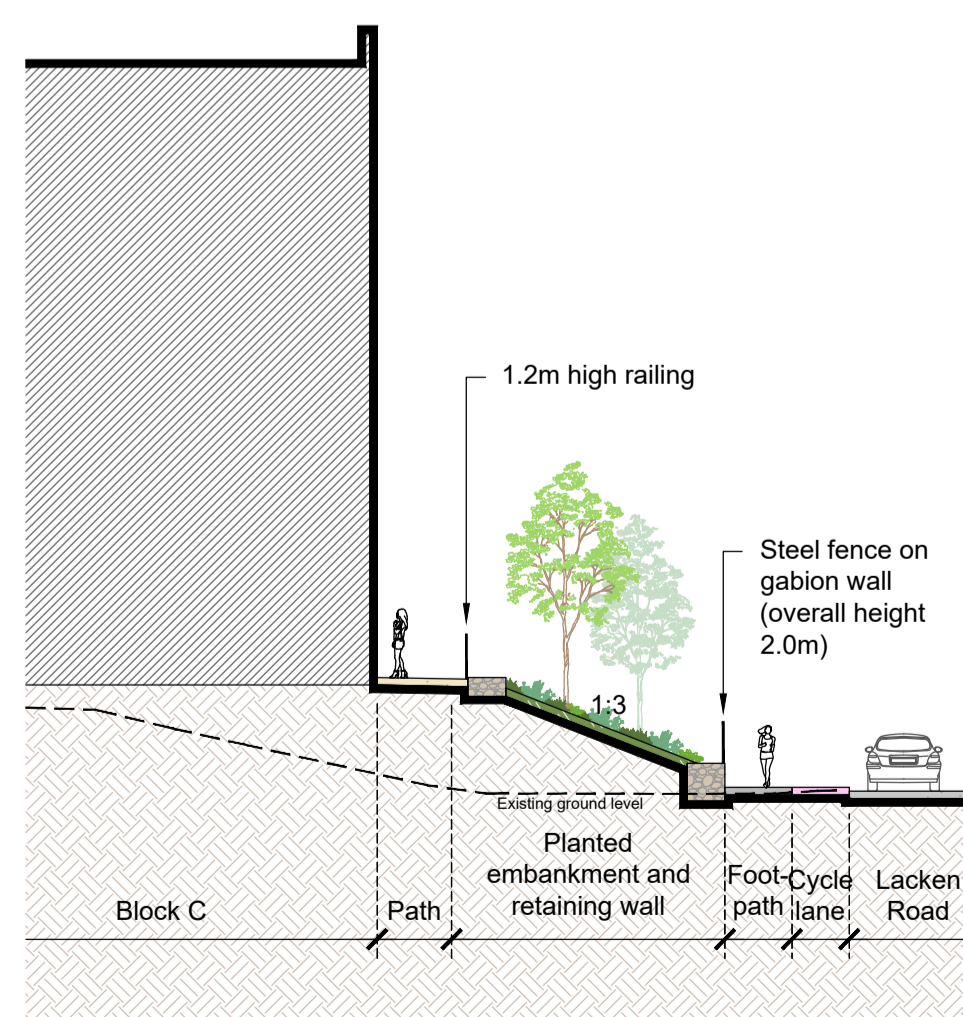 1.2m high railing
Steel fence on
gabion wall
(overall height
2.0m)
1:3
Existing ground level
Block C
Path
Planted
embankment and
retaining wall
Foot-
path
Cycle
lane
Lacken
Road